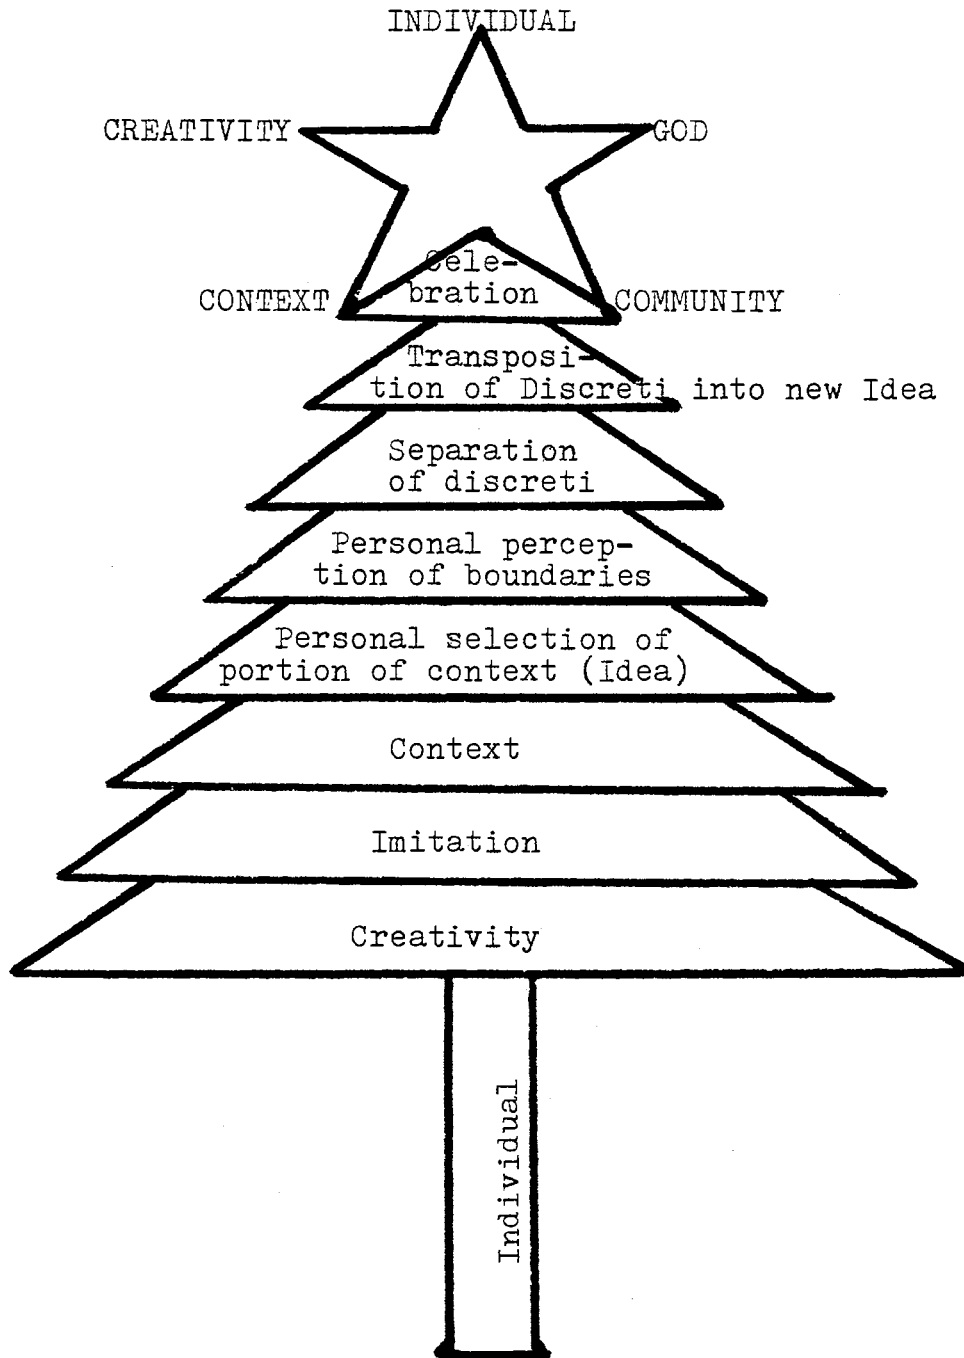 INDIVIDUAL
CREATIVITY
GOD
CONTEXT
Cele-
bration
COMMUNITY
Transposi-
tion of Discreti into new Idea
Separation
of discreti
Personal percep-
tion of boundaries
Personal selection of
portion of context (Idea)
Context
Imitation
Creativity
Individual